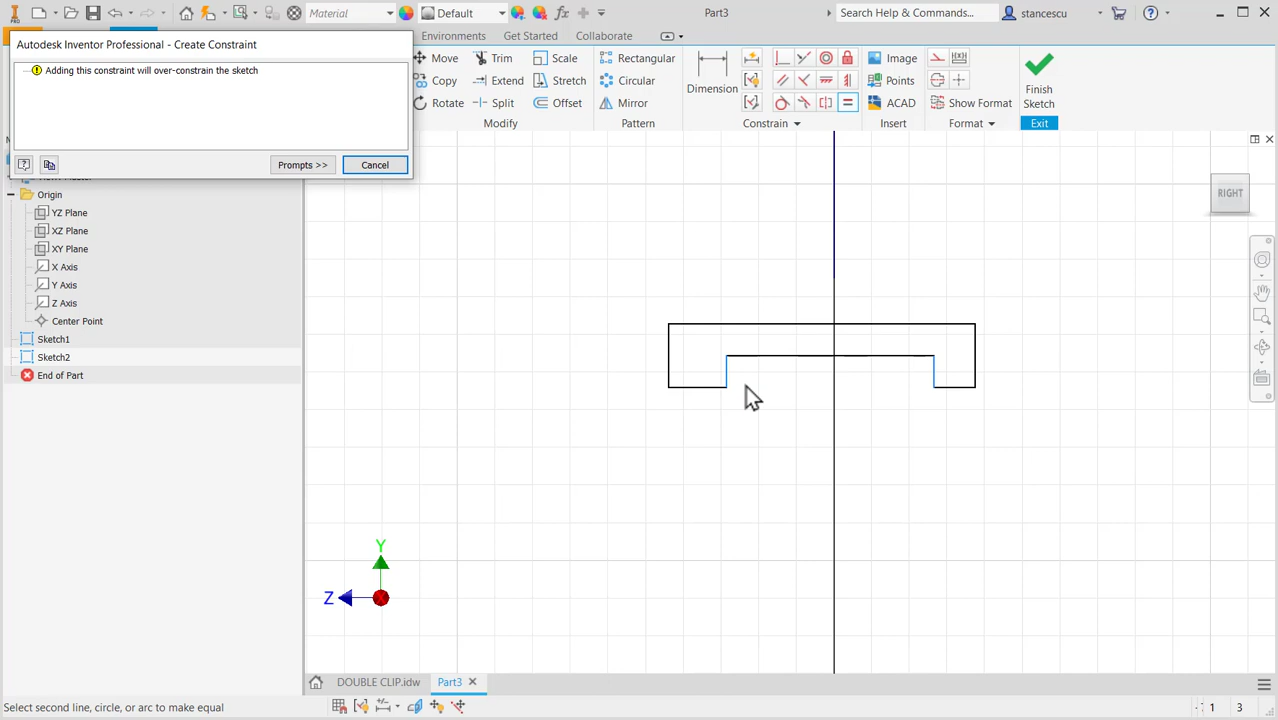 PRO
Material
Default
Part3
Search Help & Commands...
stancescu
Environments
Get Started
Collaborate
Autodesk Inventor Professional - Create Constraint
Adding this constraint will over-constrain the sketch
Prompts >>
Cancel
Move
Trim
Scale
Copy
Extend
Stretch
Rotate
Split
Offset
Modify
Rectangular
Circular
Mirror
Pattern
Dimension
Constrain
Image
Points
ACAD
Insert
Show Format
Format
Finish
Sketch
Exit
Origin
YZ Plane
XZ Plane
XY Plane
X Axis
Y Axis
Z Axis
Center Point
Sketch1
Sketch2
End of Part
RIGHT
Y
Z
DOUBLE CLIP.idw
Part3
Select second line, circle, or arc to make equal
1
3